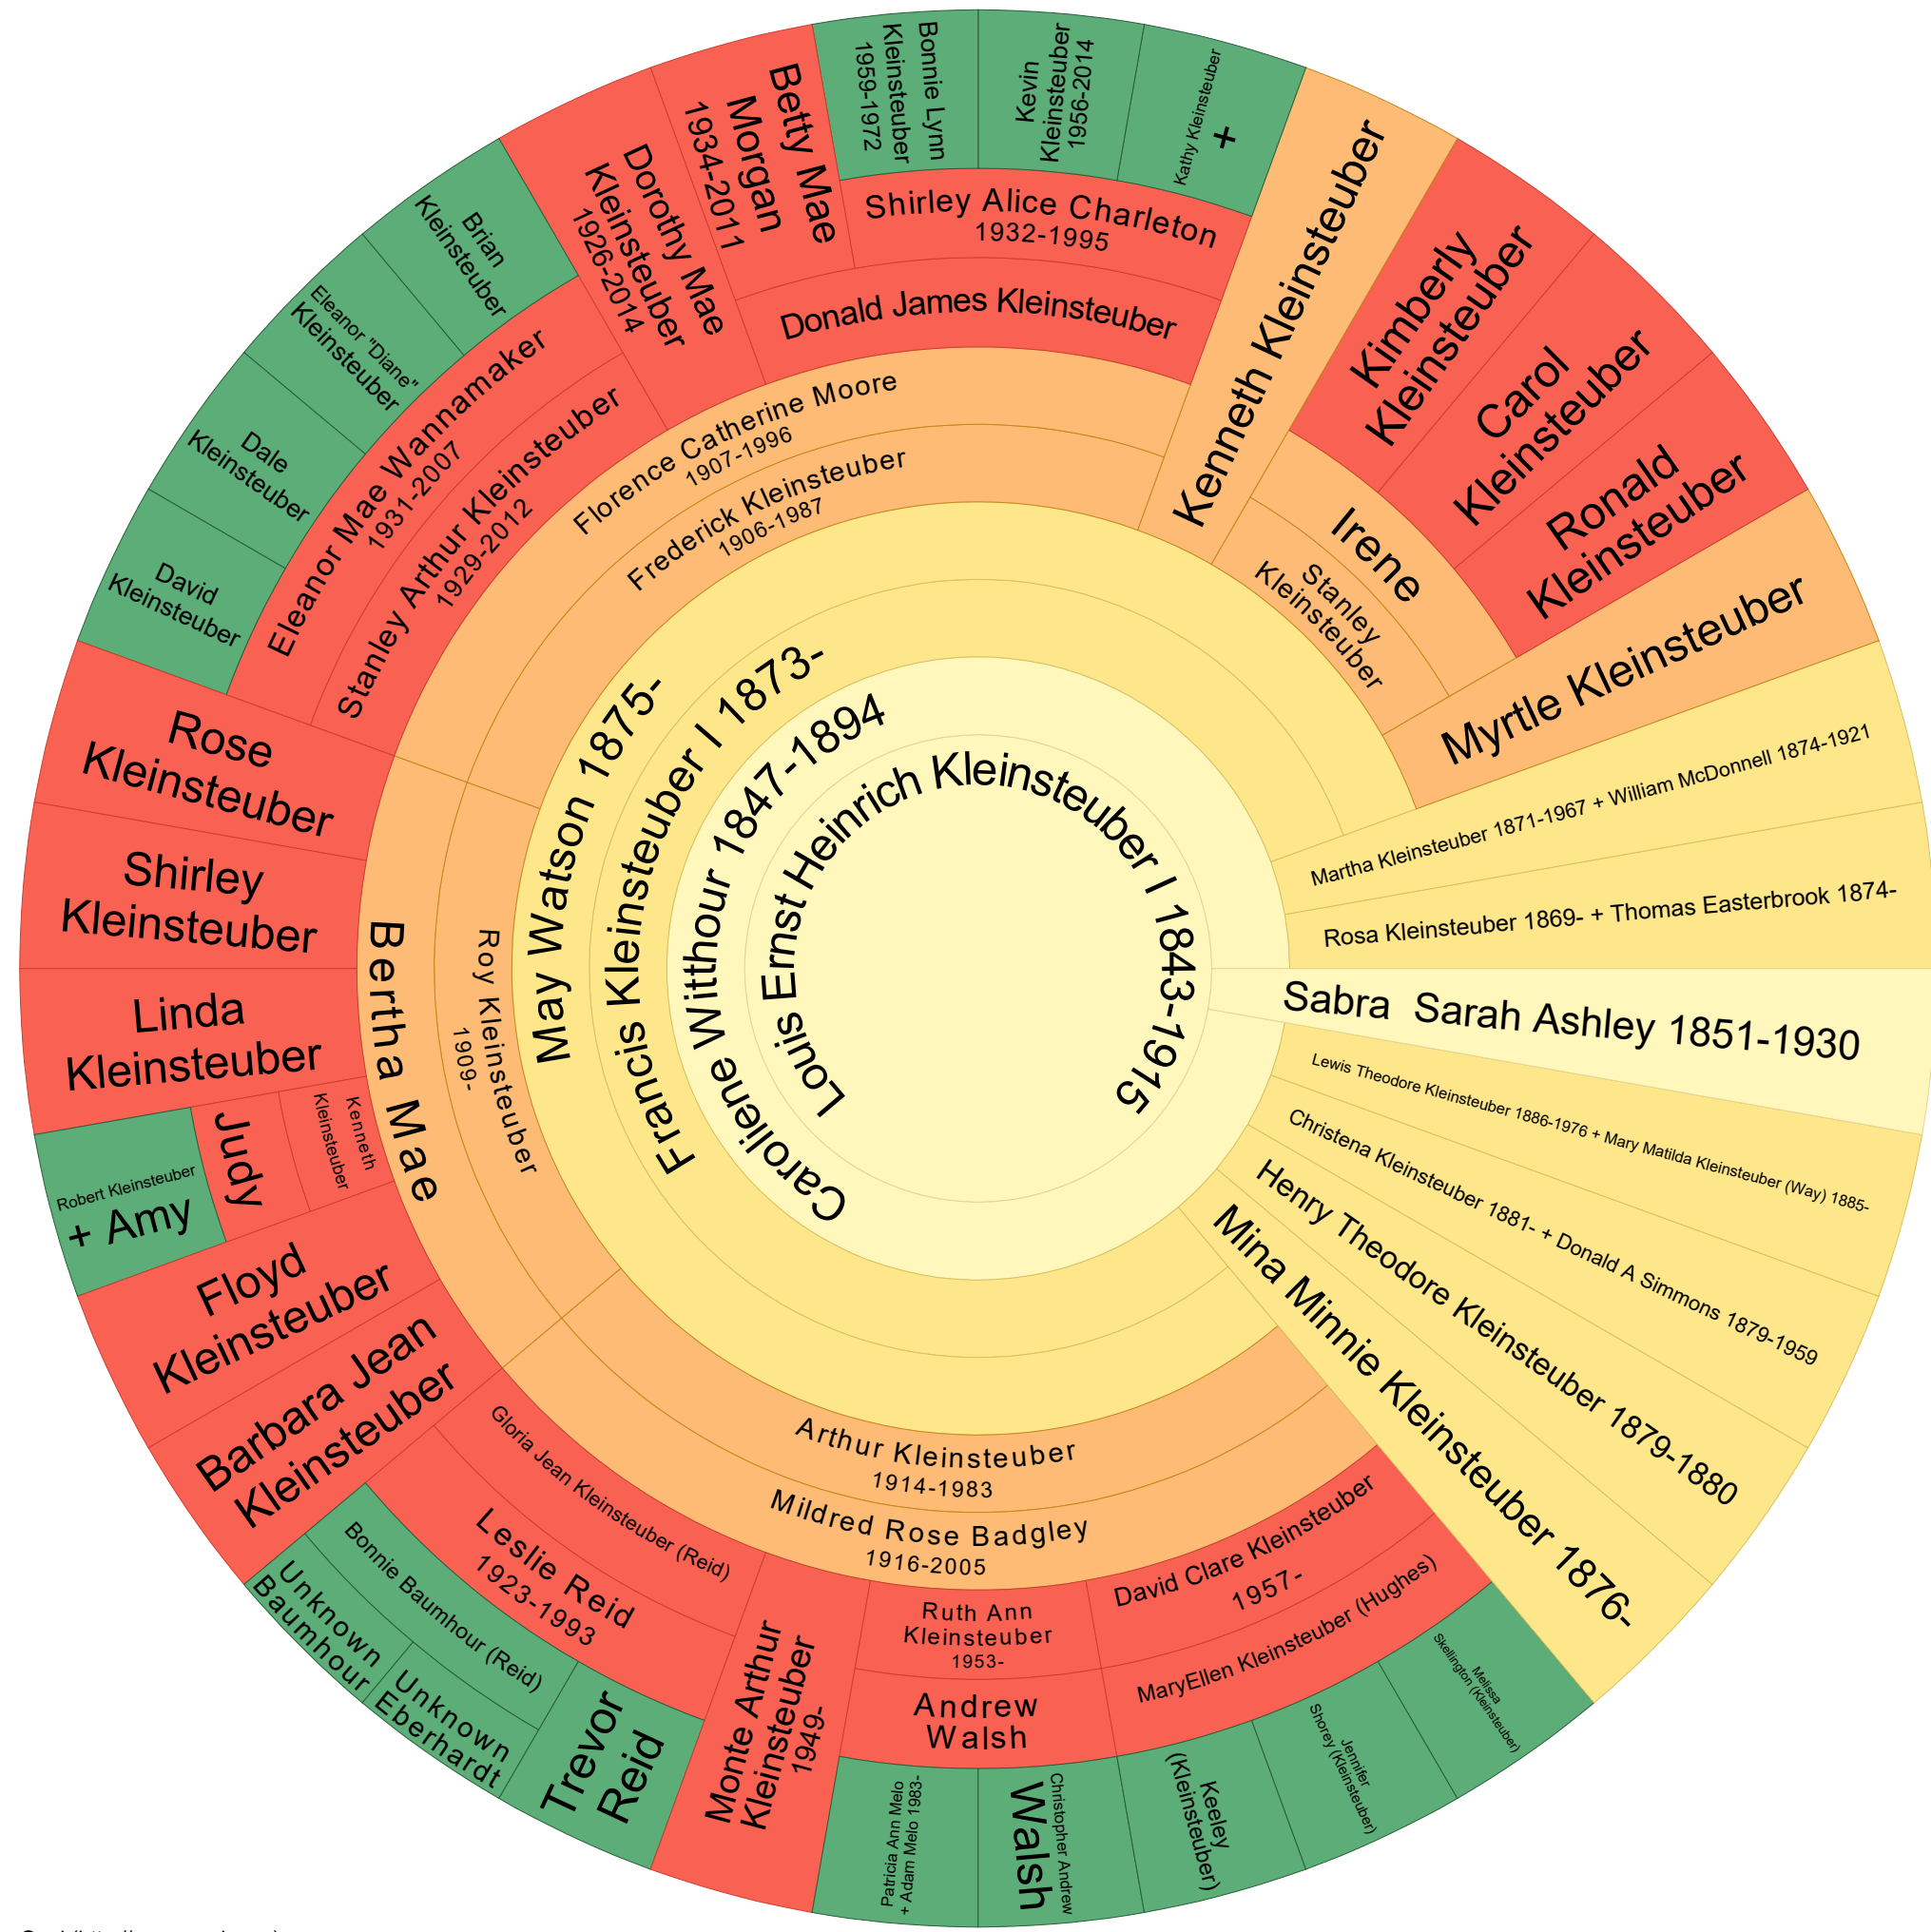 Louis Ernst Heinrich Kleinsteuber I 1843-1915
Caroliene Witthour 1847-1894
Francis Kleinsteuber I 1873-
May Watson 1875-
Sabra  Sarah Ashley 1851-1930
Rosa Kleinsteuber 1869- + Thomas Easterbrook 1874-
Martha Kleinsteuber 1871-1967 + William McDonnell 1874-1921
Myrtle Kleinsteuber
Stanley
Kleinsteuber
Irene
Ronald
Kleinsteuber
Carol
Kleinsteuber
Kimberly
Kleinsteuber
Kenneth Kleinsteuber
Frederick Kleinsteuber
1906-1987
Florence Catherine Moore
1907-1996
Donald James Kleinsteuber
Shirley Alice Charleton
1932-1995
Kathy Kleinsteuber
+
Kevin
Kleinsteuber
1956-2014
Bonnie Lynn
Kleinsteuber
1959-1972
Betty Mae
Morgan
1934-2011
Dorothy Mae
Kleinsteuber
1926-2014
Stanley Arthur Kleinsteuber
1929-2012
Eleanor Mae Wannamaker
1931-2007
Brian
Kleinsteuber
Eleanor "Diane"
Kleinsteuber
Dale
Kleinsteuber
David
Kleinsteuber
Roy Kleinsteuber
1909-
Bertha Mae
Rose
Kleinsteuber
Shirley
Kleinsteuber
Linda
Kleinsteuber
Kenneth
Kleinsteuber
Judy
Robert Kleinsteuber
+ Amy
Floyd
Kleinsteuber
Barbara Jean
Kleinsteuber
Arthur Kleinsteuber
1914-1983
Mildred Rose Badgley
1916-2005
Gloria Jean Kleinsteuber (Reid)
Leslie Reid
1923-1993
Bonnie Baumhour (Reid)
Unknown
Baumhour
Unknown
Eberhardt
Trevor
Reid
Monte Arthur
Kleinsteuber
1949-
Ruth Ann
Kleinsteuber
1953-
Andrew
Walsh
Patricia Ann Melo
+ Adam Melo 1983-
Christopher Andrew
Walsh
David Clare Kleinsteuber
1957-
MaryEllen Kleinsteuber (Hughes)
Keeley
(Kleinsteuber)
Jennifer
Shorey (Kleinsteuber)
Melissa
Skellington (Kleinsteuber)
Mina Minnie Kleinsteuber 1876-
Henry Theodore Kleinsteuber 1879-1880
Christena Kleinsteuber 1881- + Donald A Simmons 1879-1959
Lewis Theodore Kleinsteuber 1886-1976 + Mary Matilda Kleinsteuber (Way) 1885-